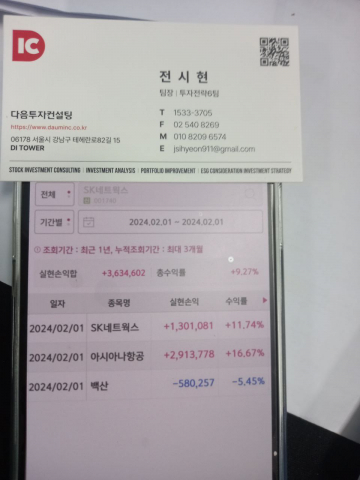 IC
전 시 현
팀장 | 투자전략6팀
다음투자컨설팅
https://www.dauminc.co.kr
06178 서울시 강남구 테헤란로82길 15
DI TOWER
T 1533-3705
F 02 540 8269
M 010 8209 6574
E jsihyeon911@gmail.com
STOCK INVESTMENT CONSULTING | INVESTMENT ANALYSIS | PORTFOLIO IMPROVEMENT | ESG CONSIDERATION INVESTMENT STRATEGY
전체 SK네트웍스
기간별 2024.02.01 ~ 2024.02.01
조회기간 : 최근 1년, 누적조회기간 : 최대 3개월
실현손익합 +3,634,602 총수익률 +9.27%
일자 종목명 실현손익 수익률
2024/02/01 SK네트웍스 +1,301,081 +11.74%
2024/02/01 아시아나항공 +2,913,778 +16.67%
2024/02/01 백산 -580,257 -5.45%